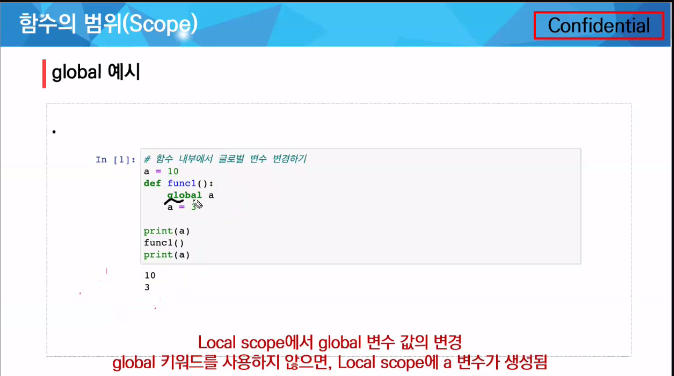 함수의 범위(Scope)
Confidential
global 예시
In [1]: # 함수 내부에서 글로벌 변수 변경하기
a = 10
def func1():
global a
a = 3
print(a)
func1()
print(a)
10
3
Local scope에서 global 변수 값의 변경
global 키워드를 사용하지 않으면, Local scope에 a 변수가 생성됨